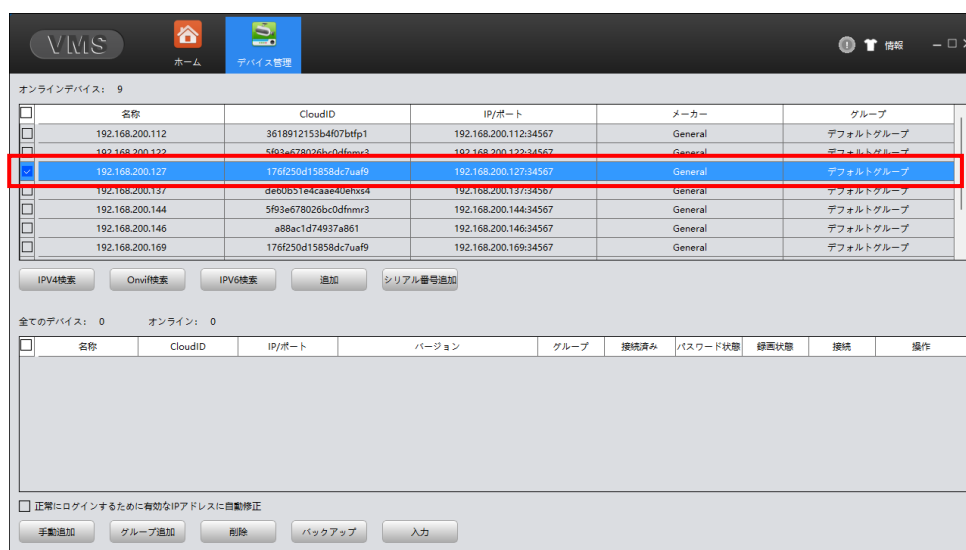 VMS
ホーム
デバイス管理
情報
オンラインデバイス： 9
名称 CloudID IP/ポート メーカー グループ
192.168.200.112 3618912153b4f07btfp1 192.168.200.112:34567 General デフォルトグループ
192.168.200.122 5f93e678026bc0dfnmr3 192.168.200.122:34567 General デフォルトグループ
192.168.200.127 176f250d15858dc7uaf9 192.168.200.127:34567 General デフォルトグループ
192.168.200.137 de60b51e4caae40ehxs4 192.168.200.137:34567 General デフォルトグループ
192.168.200.144 5f93e678026bc0dfnmr3 192.168.200.144:34567 General デフォルトグループ
192.168.200.146 a88ac1d74937a861 192.168.200.146:34567 General デフォルトグループ
192.168.200.169 176f250d15858dc7uaf9 192.168.200.169:34567 General デフォルトグループ
IPV4検索 Onvif検索 IPV6検索 追加 シリアル番号追加
全てのデバイス： 0 オンライン： 0
名称 CloudID IP/ポート バージョン グループ 接続済み パスワード状態 録画状態 接続 操作
正常にログインするために有効なIPアドレスに自動修正
手動追加 グループ追加 削除 バックアップ 入力